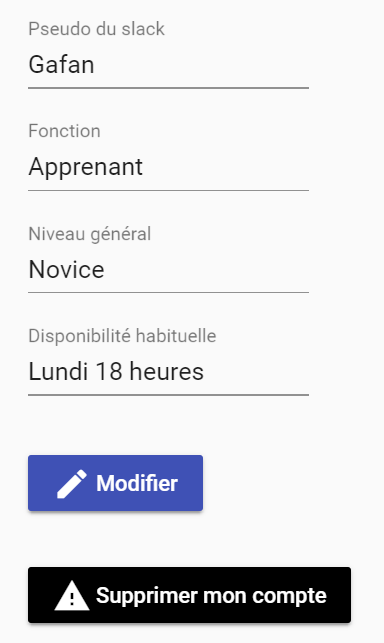 Pseudo du slack
Gafan
Fonction
Apprenant
Niveau général
Novice
Disponibilité habituelle
Lundi 18 heures
Modifier
Supprimer mon compte